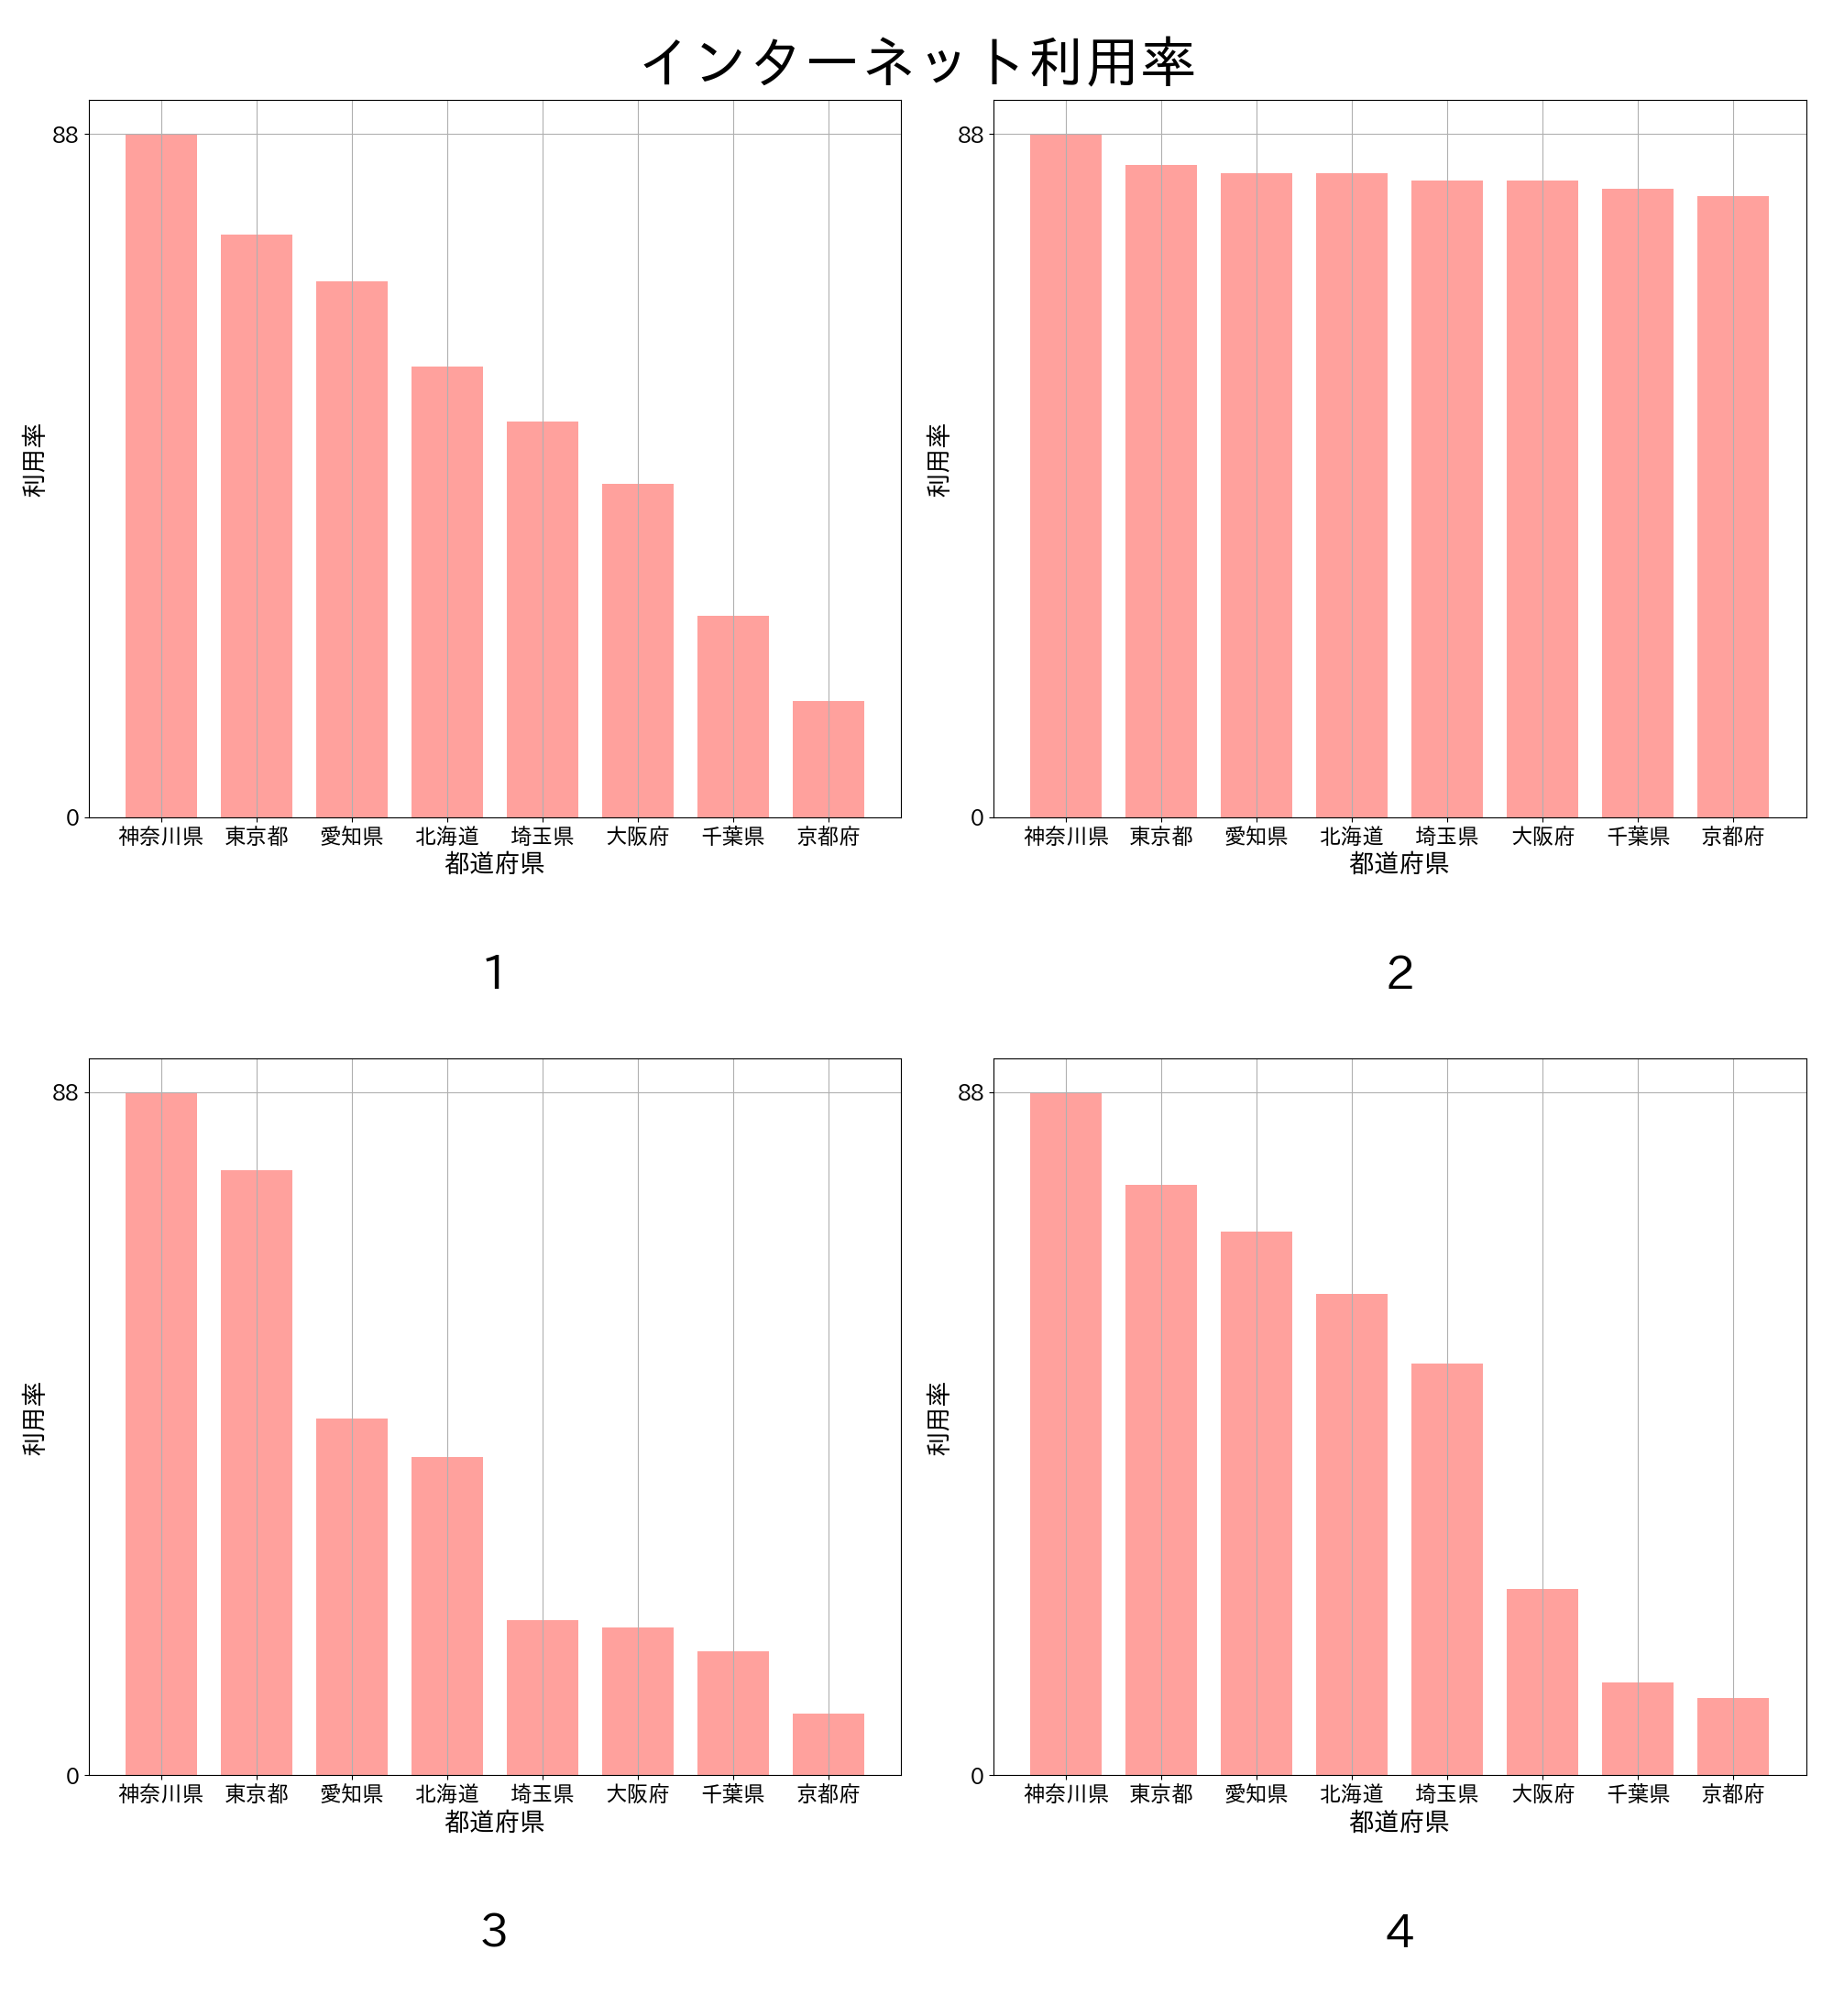 インターネット利用率
88
0
利用率
神奈川県 東京都 愛知県 北海道 埼玉県 大阪府 千葉県 京都府
都道府県
1
88
0
利用率
神奈川県 東京都 愛知県 北海道 埼玉県 大阪府 千葉県 京都府
都道府県
2
88
0
利用率
神奈川県 東京都 愛知県 北海道 埼玉県 大阪府 千葉県 京都府
都道府県
3
88
0
利用率
神奈川県 東京都 愛知県 北海道 埼玉県 大阪府 千葉県 京都府
都道府県
4